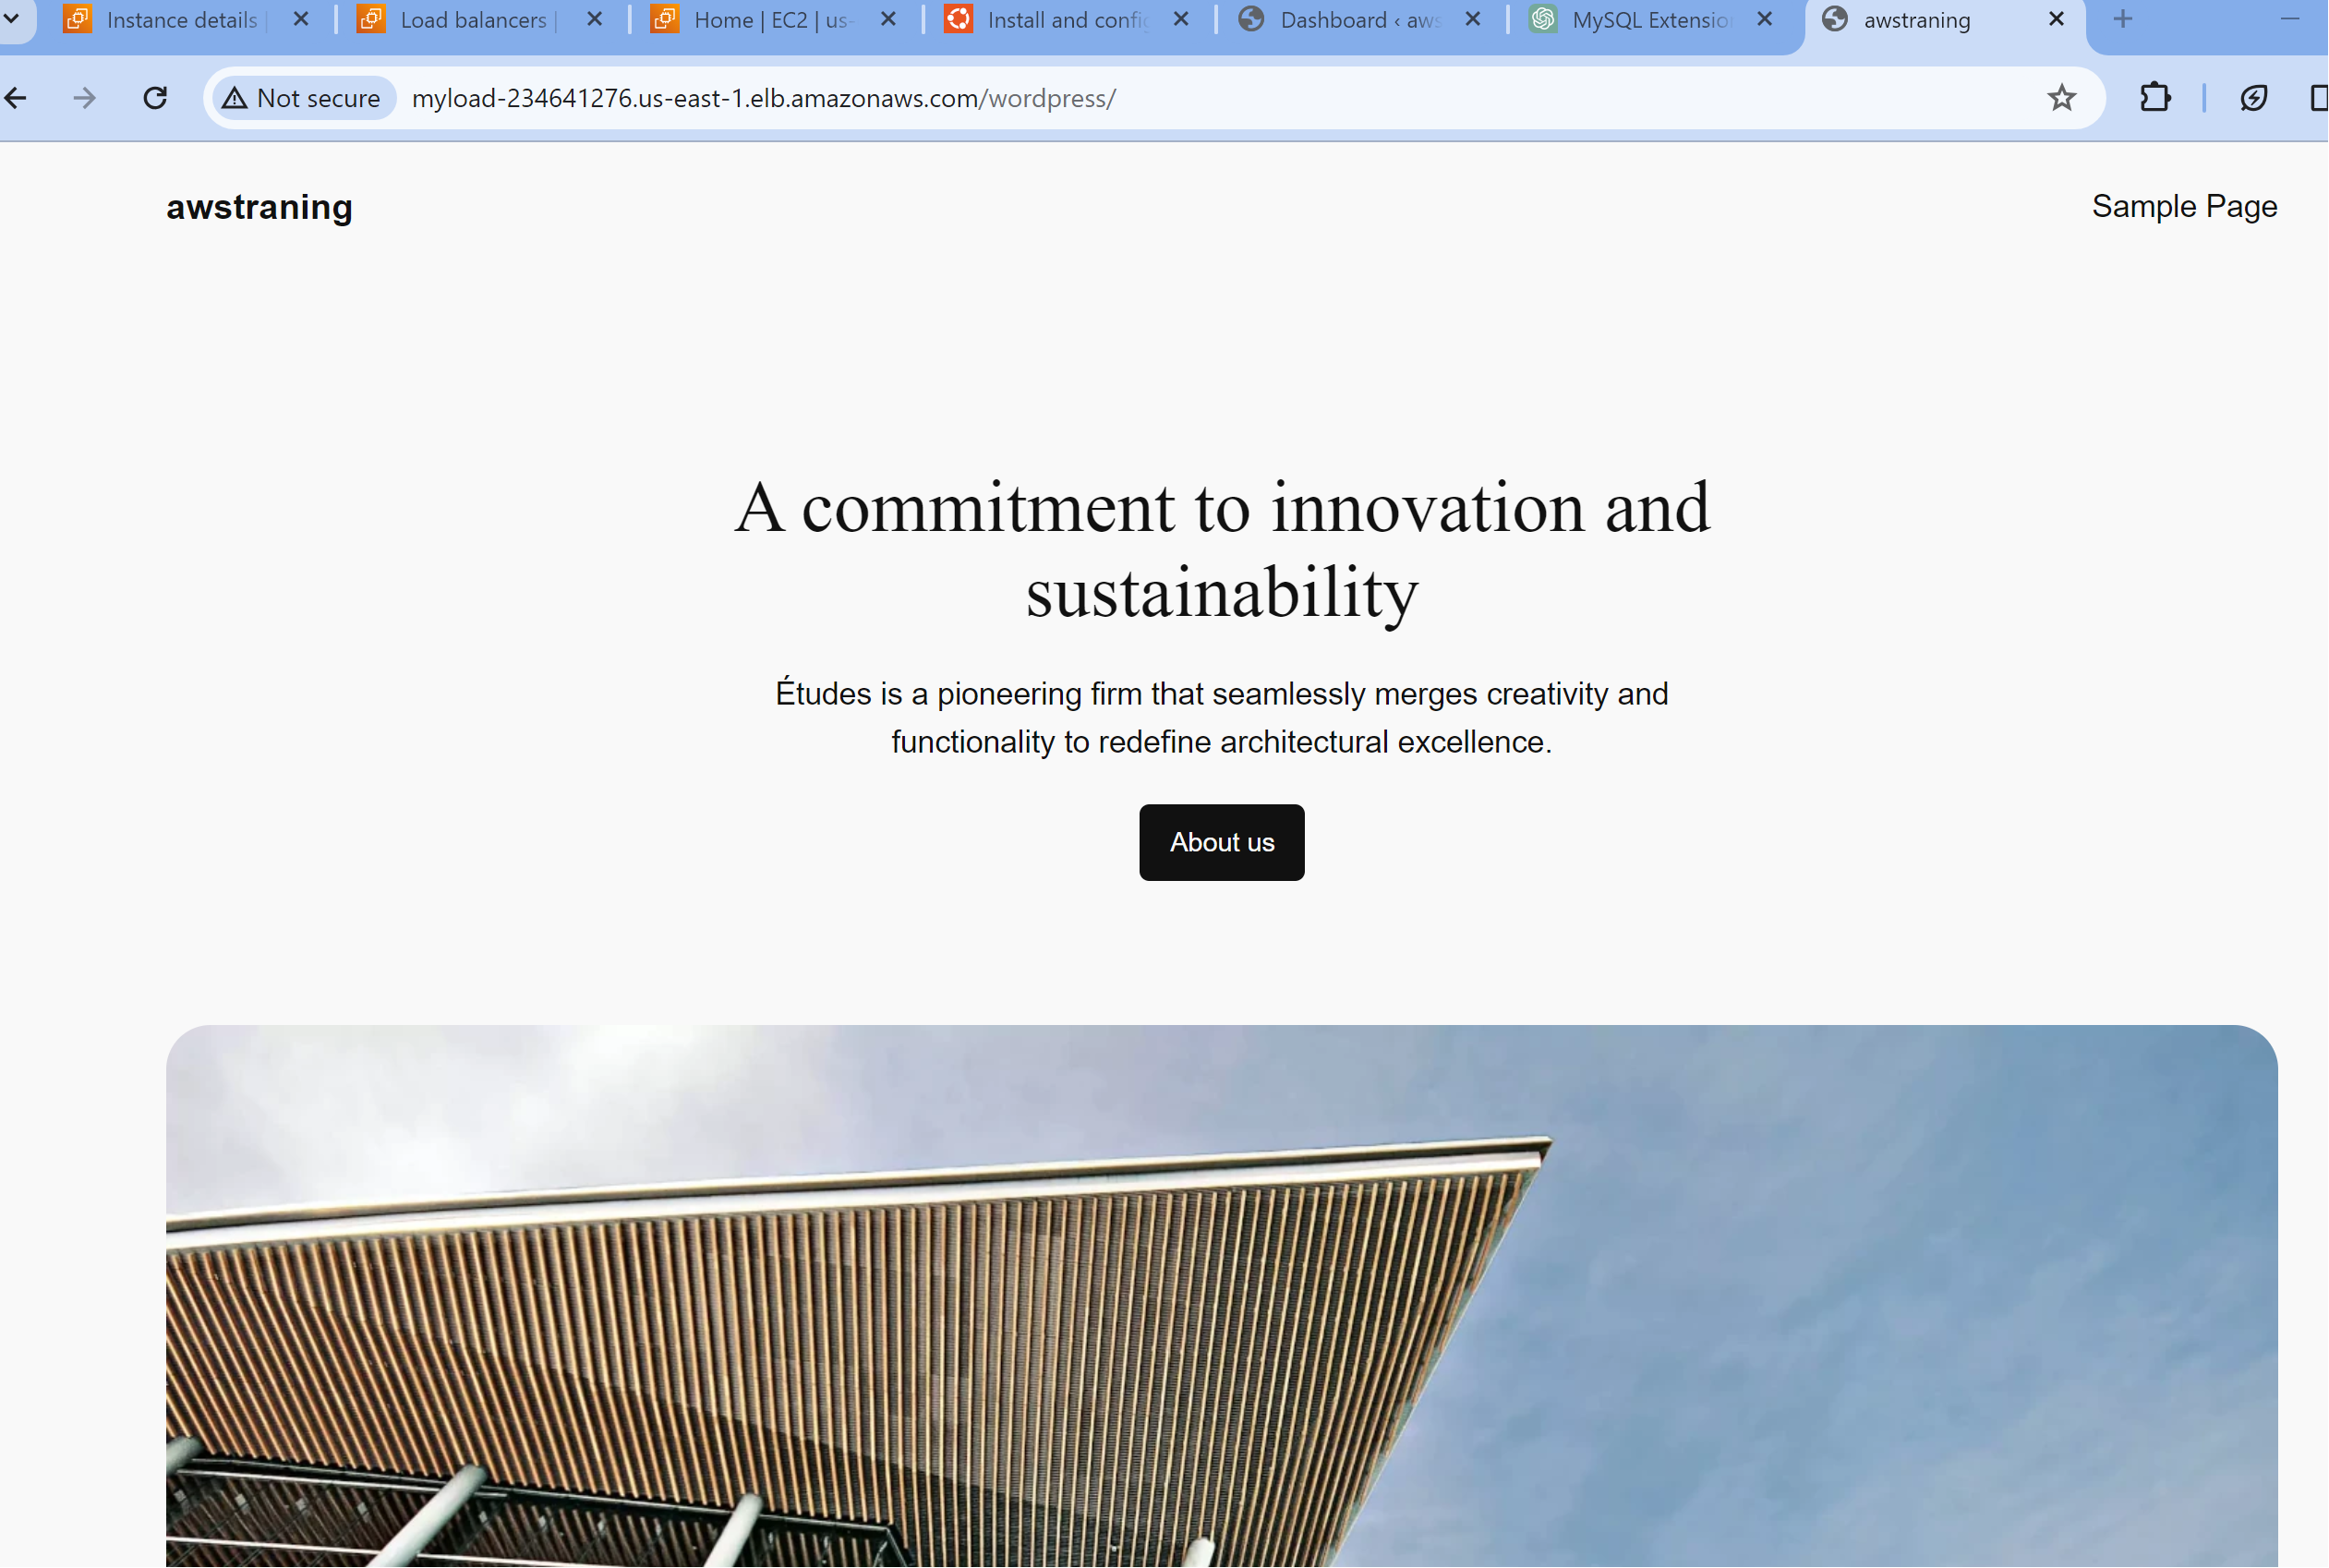 Instance details
Load balancers |
Home | EC2 | us-
Install and config
Dashboard ‹ aws
MySQL Extension
awstraning
Not secure
myload-234641276.us-east-1.elb.amazonaws.com/wordpress/
awstraning
Sample Page
A commitment to innovation and
sustainability
Études is a pioneering firm that seamlessly merges creativity and
functionality to redefine architectural excellence.
About us